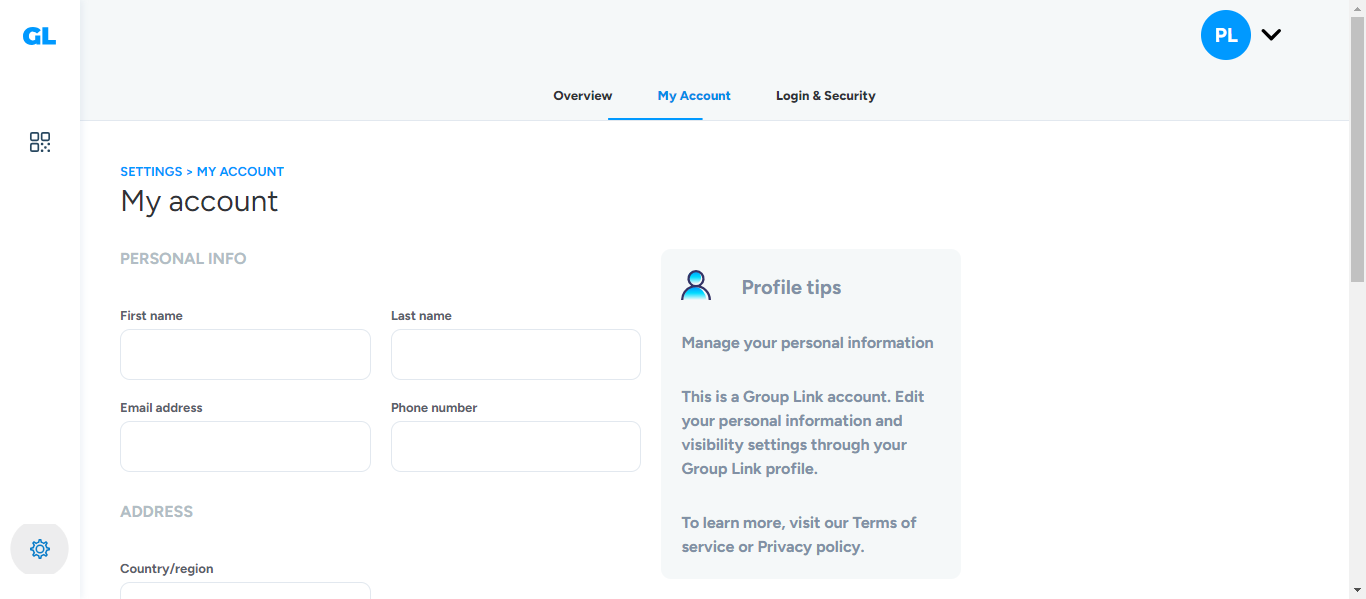 GL
PL
Overview My Account Login & Security
SETTINGS > MY ACCOUNT
My account
PERSONAL INFO
First name Last name
Email address Phone number
ADDRESS
Country/region
Profile tips
Manage your personal information
This is a Group Link account. Edit
your personal information and
visibility settings through your
Group Link profile.
To learn more, visit our Terms of
service or Privacy policy.